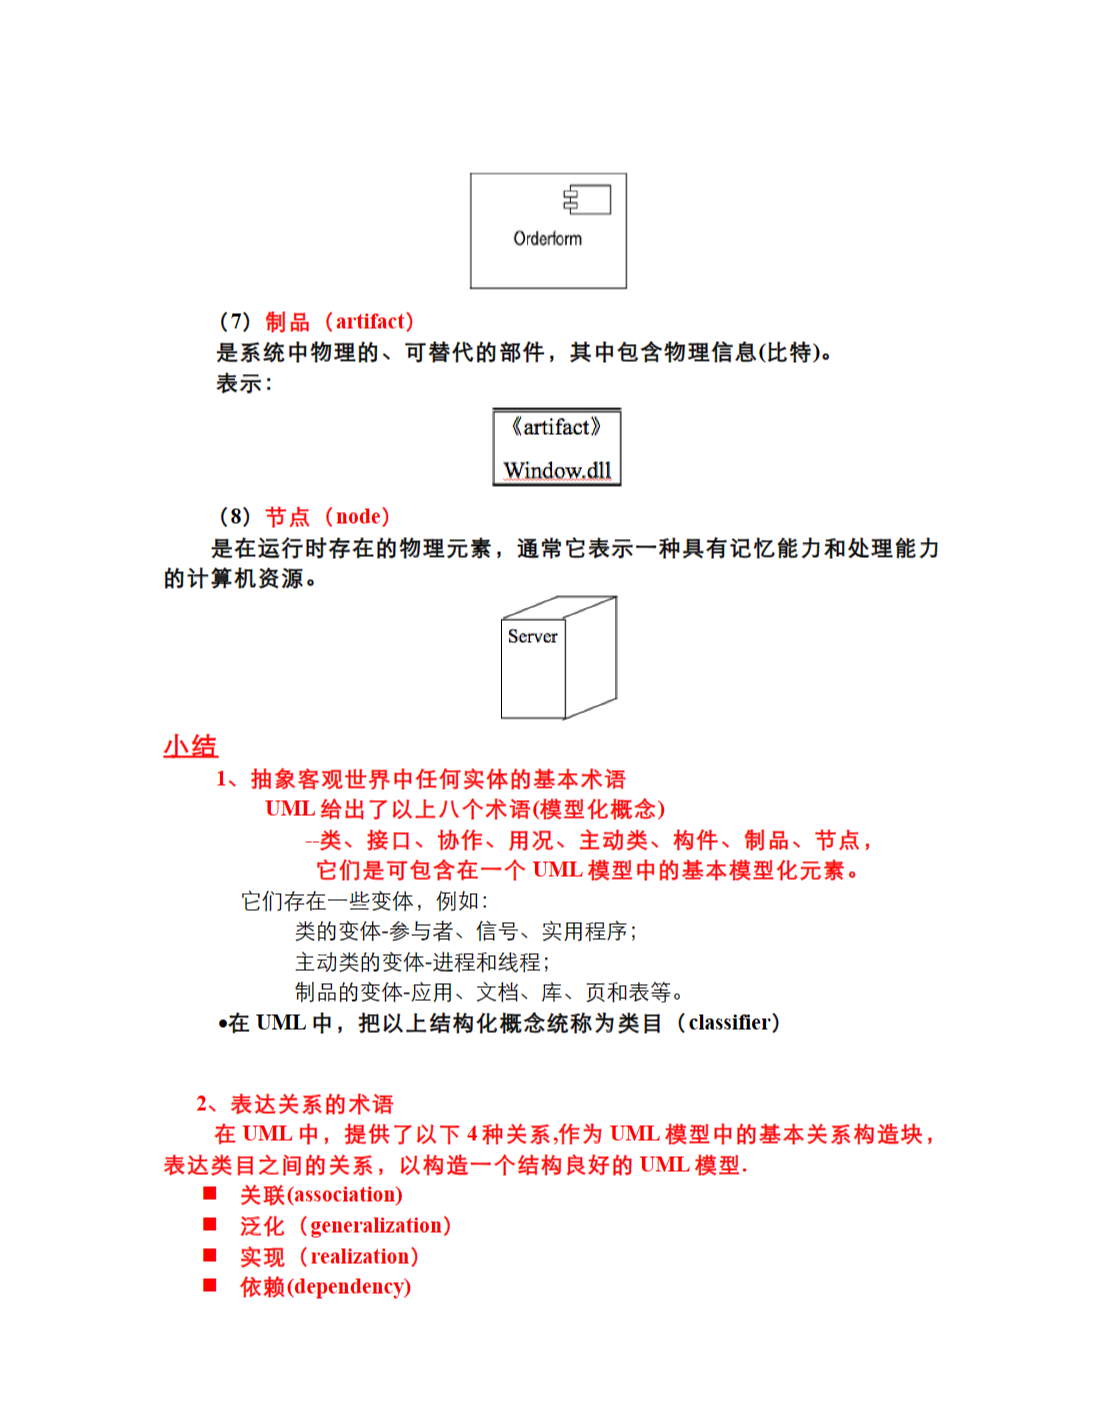 Orderform
（7）制品（artifact）
是系统中物理的、可替代的部件，其中包含物理信息(比特)。
表示：
《artifact》
Window.dll
（8）节点（node）
是在运行时存在的物理元素，通常它表示一种具有记忆能力和处理能力
的计算机资源。
Server
小结
1、抽象客观世界中任何实体的基本术语
UML 给出了以上八个术语(模型化概念)
--类、接口、协作、用况、主动类、构件、制品、节点，
它们是可包含在一个 UML 模型中的基本模型化元素。
它们存在一些变体，例如：
类的变体-参与者、信号、实用程序；
主动类的变体-进程和线程；
制品的变体-应用、文档、库、页和表等。
•在 UML 中，把以上结构化概念统称为类目（classifier）
2、表达关系的术语
在 UML 中，提供了以下 4 种关系,作为 UML 模型中的基本关系构造块，
表达类目之间的关系，以构造一个结构良好的 UML 模型.
■ 关联(association)
■ 泛化（generalization）
■ 实现（realization）
■ 依赖(dependency)